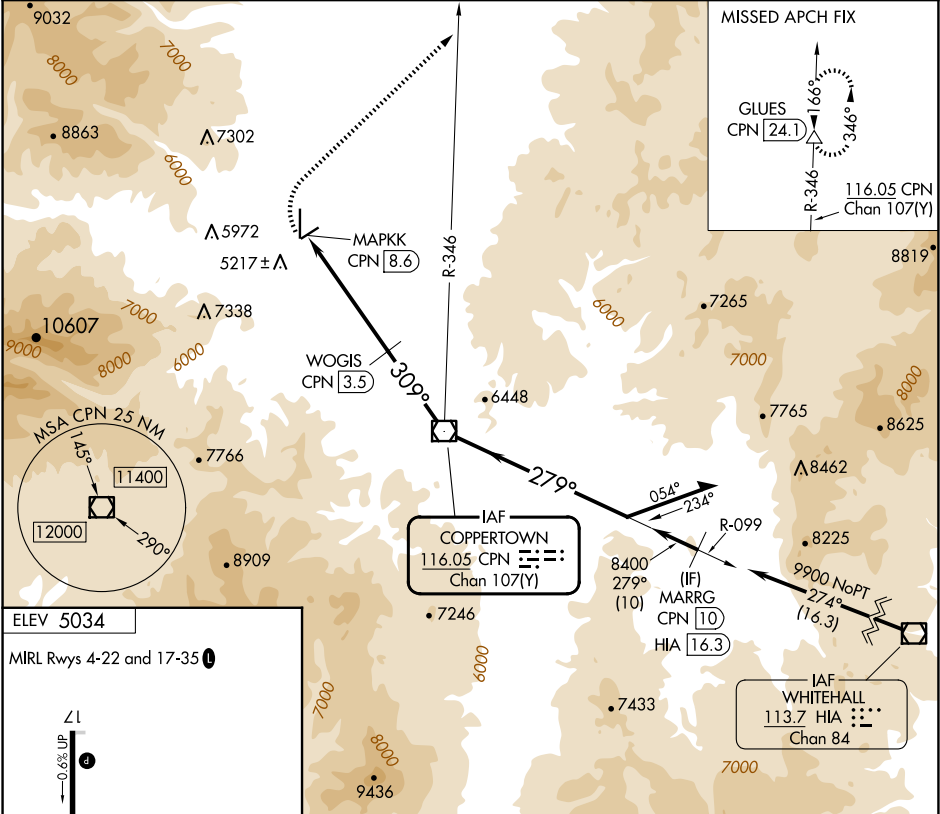 9032
8000
7000
8863
7302
6000
5972
5217 ±
MAPKK
CPN 8.6
R-346
MISSED APCH FIX
GLUES
CPN 24.1
166°
346°
R-346
116.05 CPN
Chan 107(Y)
8819
7000
7338
10607
9000
8000
6000
WOGIS
CPN 3.5
309°
6448
6000
7265
7000
8000
7765
8625
MSA CPN 25 NM
145°
11400
12000
290°
7766
8909
279°
8462
054°
234°
R-099
8225
IAF
COPPERTOWN
116.05 CPN
Chan 107(Y)
8400
279°
(10)
(IF)
MARRG
CPN 10
HIA 16.3
9900 NoPT
274°
(16.3)
7246
6000
7433
IAF
WHITEHALL
113.7 HIA
Chan 84
7000
7000
8000
9436
ELEV 5034
MIRL Rwys 4-22 and 17-35 L
17
0.6% UP
P